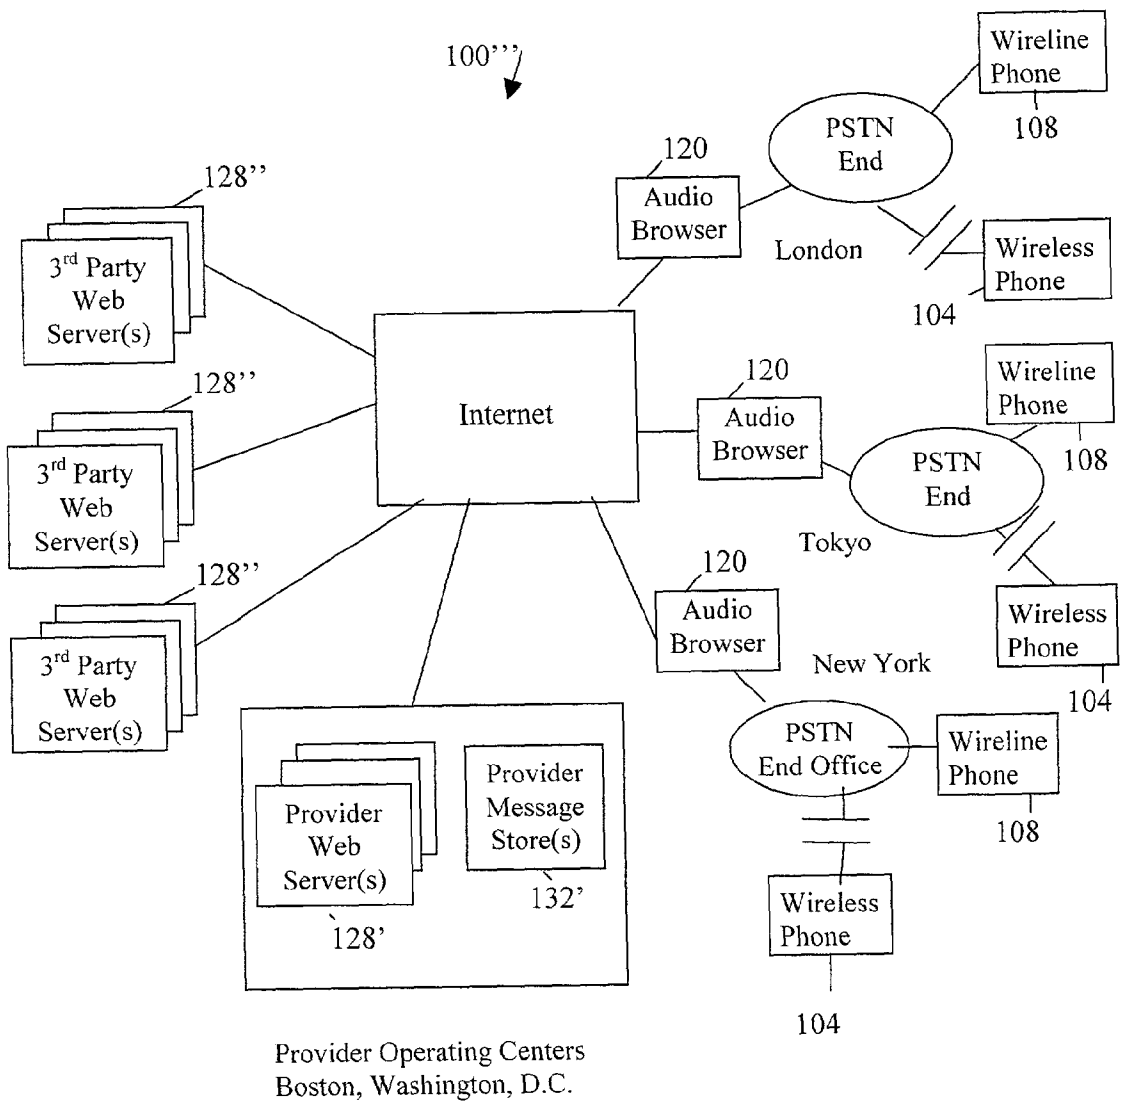 100’’’
Wireline
Phone
108
PSTN
End
120
Audio
Browser
London
Wireless
Phone
104
128’’
3rd Party
Web
Server(s)
Internet
128’’
3rd Party
Web
Server(s)
120
Audio
Browser
Wireline
Phone
108
PSTN
End
Tokyo
Wireless
Phone
104
128’’
3rd Party
Web
Server(s)
120
Audio
Browser
New York
PSTN
End Office
Wireline
Phone
108
Wireless
Phone
104
Provider
Web
Server(s)
128’
Provider
Message
Store(s)
132’
Provider Operating Centers
Boston, Washington, D.C.